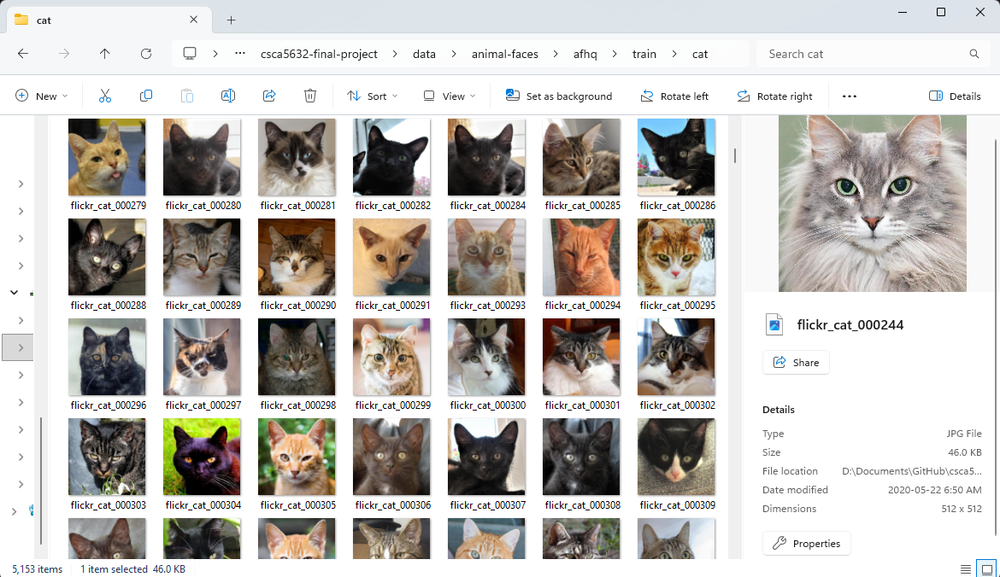 cat
csca5632-final-project data animal-faces afhq train cat
Search cat
New Sort View Set as background Rotate left Rotate right Details
flickr_cat_000279 flickr_cat_000280 flickr_cat_000281 flickr_cat_000282 flickr_cat_000284 flickr_cat_000285 flickr_cat_000286
flickr_cat_000288 flickr_cat_000289 flickr_cat_000290 flickr_cat_000291 flickr_cat_000293 flickr_cat_000294 flickr_cat_000295
flickr_cat_000296 flickr_cat_000297 flickr_cat_000298 flickr_cat_000299 flickr_cat_000300 flickr_cat_000301 flickr_cat_000302
flickr_cat_000303 flickr_cat_000304 flickr_cat_000305 flickr_cat_000306 flickr_cat_000307 flickr_cat_000308 flickr_cat_000309
flickr_cat_000244
Share
Details
Type JPG File
Size 46.0 KB
File location D:\Documents\GitHub\csca5...
Date modified 2020-05-22 6:50 AM
Dimensions 512 x 512
Properties
5,153 items 1 item selected 46.0 KB